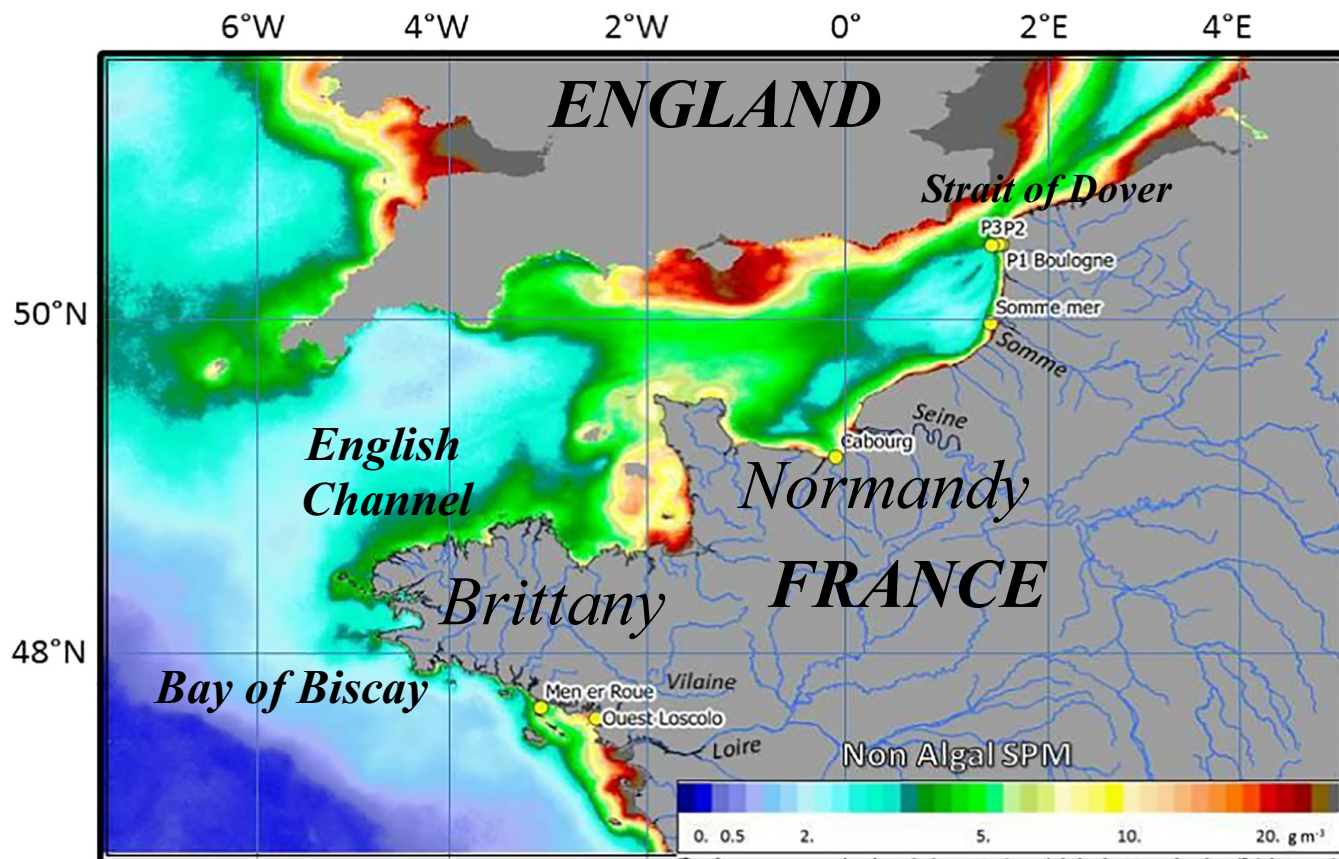 6°W 4°W 2°W 0° 2°E 4°E
ENGLAND
Strait of Dover
P3 P2
P1 Boulogne
50°N
Somme mer
Somme
Seine
English
Channel
Cabourg
Normandy
FRANCE
Brittany
48°N
Bay of Biscay
Men er Roue
Vilaine
Ouest Loscolo
Loire
Non Algal SPM
0. 0.5 2. 5. 10. 20. g m⁻³